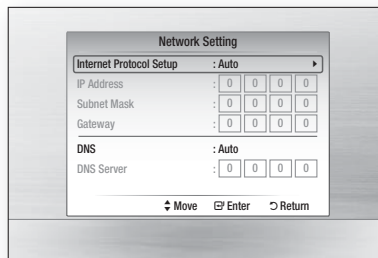 Network Setting
Internet Protocol Setup : Auto
IP Address : 0 0 0 0
Subnet Mask : 0 0 0 0
Gateway : 0 0 0 0
DNS : Auto
DNS Server : 0 0 0 0
Move Enter Return